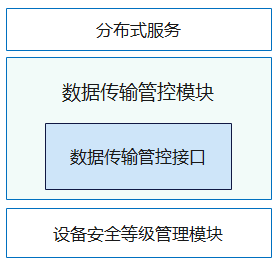 分布式服务
数据传输管控模块
数据传输管控接口
设备安全等级管理模块